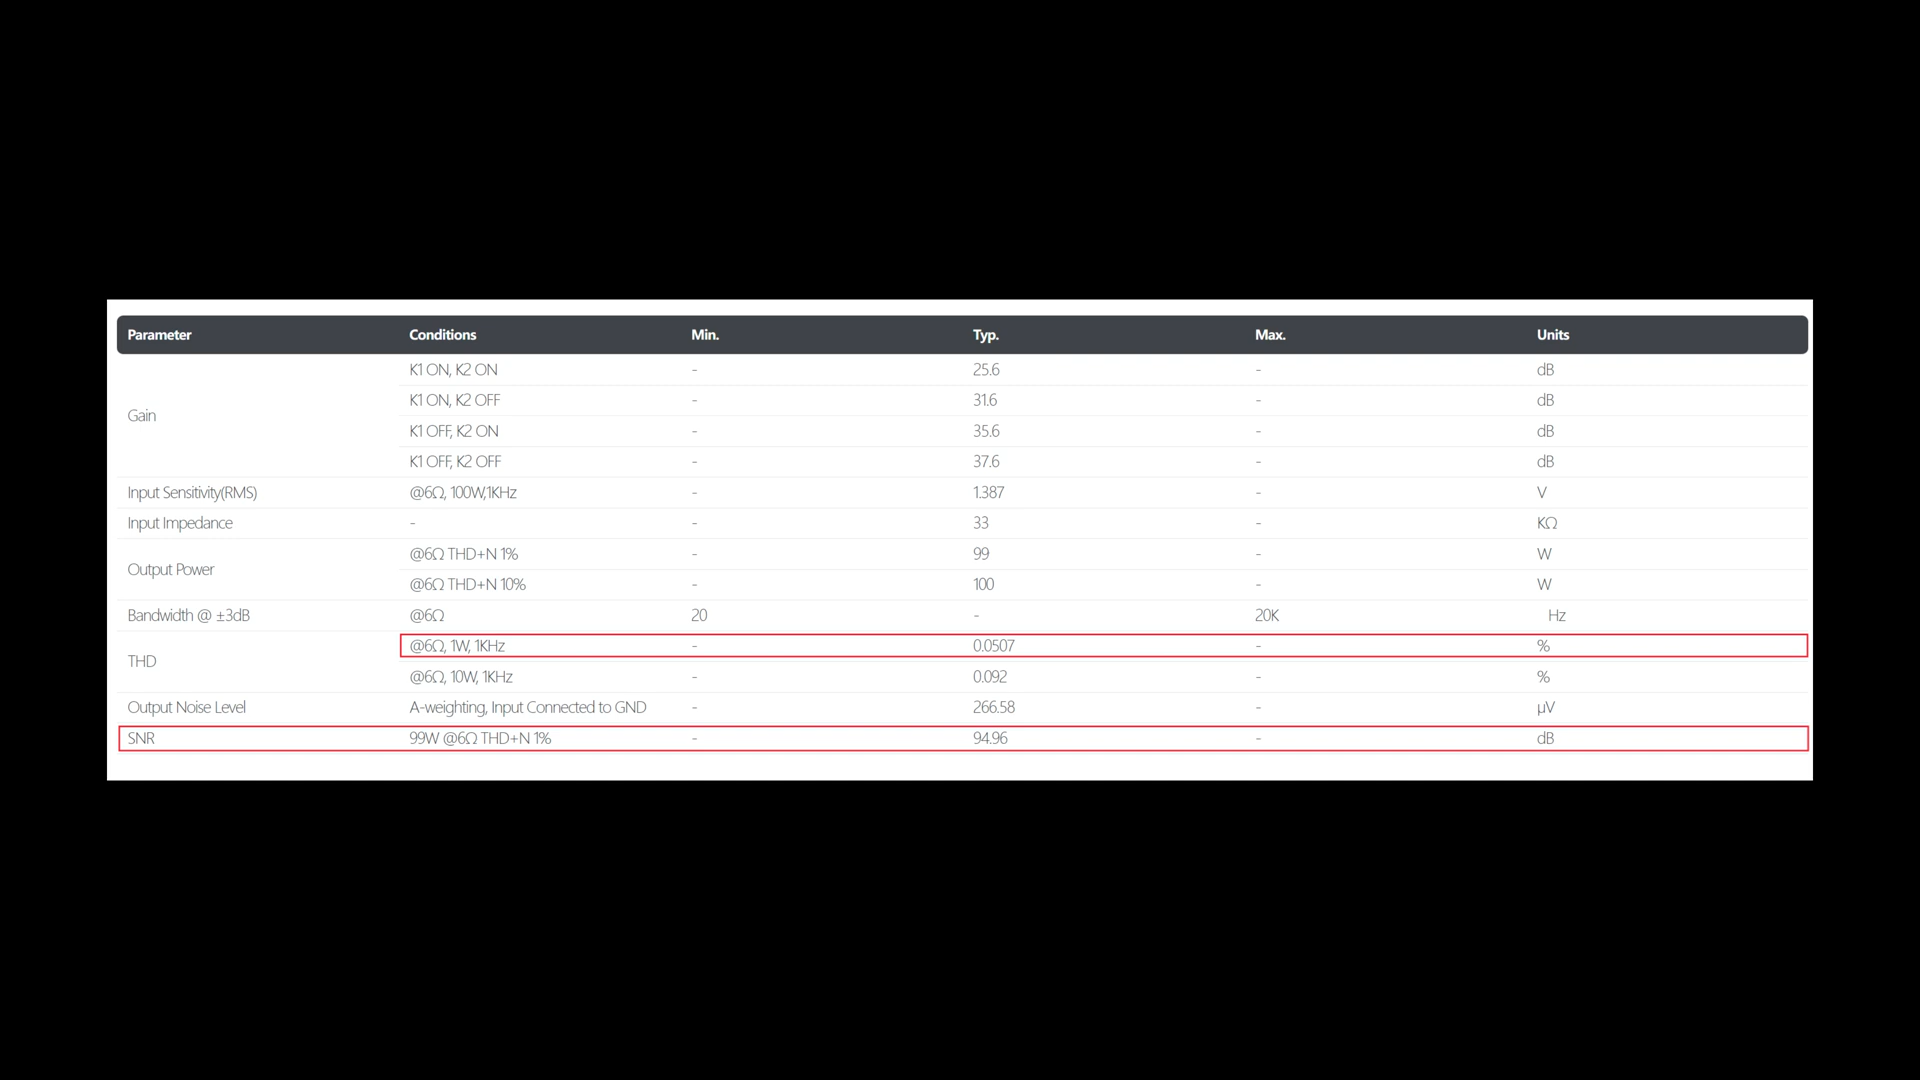 Parameter Conditions Min. Typ. Max. Units
Gain
K1 ON, K2 ON - 25.6 - dB
K1 ON, K2 OFF - 31.6 - dB
K1 OFF, K2 ON - 35.6 - dB
K1 OFF, K2 OFF - 37.6 - dB
Input Sensitivity(RMS) @6Ω, 100W,1KHz - 1.387 - V
Input Impedance - - 33 - KΩ
Output Power
@6Ω THD+N 1% - 99 - W
@6Ω THD+N 10% - 100 - W
Bandwidth @ ±3dB @6Ω 20 - 20K Hz
THD
@6Ω, 1W, 1KHz - 0.0507 - %
@6Ω, 10W, 1KHz - 0.092 - %
Output Noise Level A-weighting, Input Connected to GND - 266.58 - µV
SNR 99W @6Ω THD+N 1% - 94.96 - dB